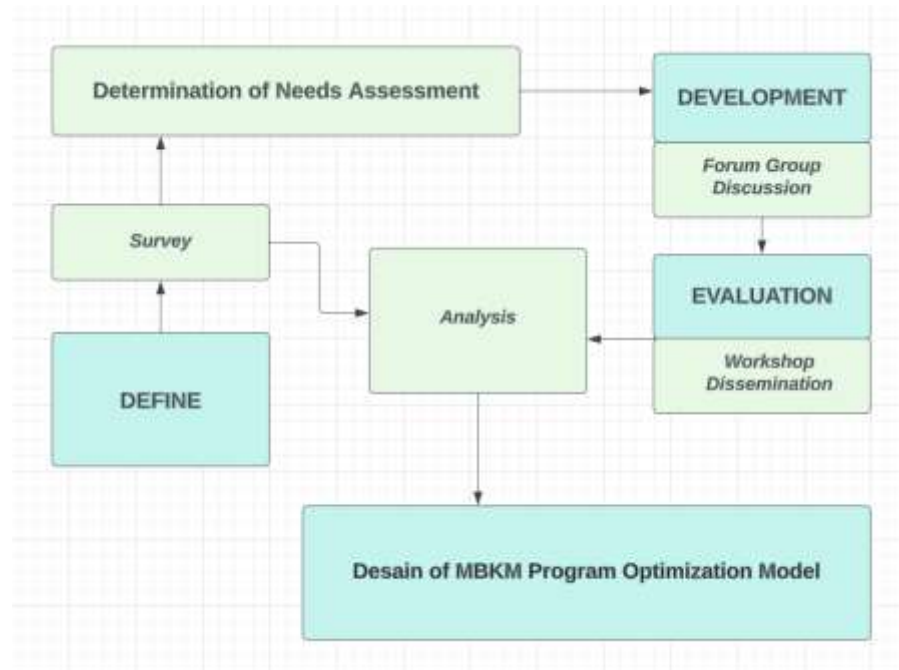 Determination of Needs Assessment
DEVELOPMENT
Forum Group
Discussion
Survey
Analysis
EVALUATION
Workshop
Dissemination
DEFINE
Desain of MBKM Program Optimization Model